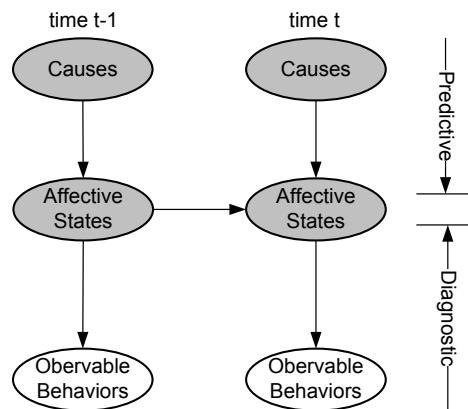 time t-1
time t
Causes
Causes
Predictive
Affective
States
Affective
States
Diagnostic
Obervable
Behaviors
Obervable
Behaviors